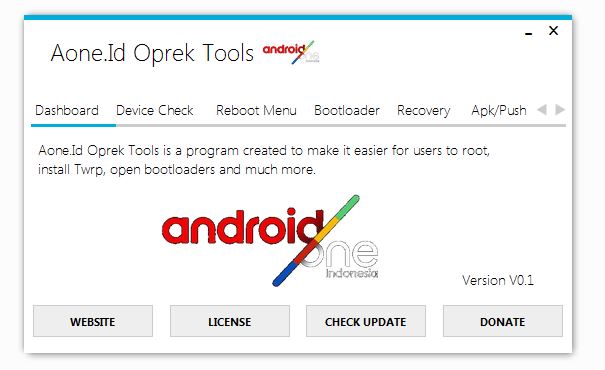 Aone.Id Oprek Tools android one
Dashboard Device Check Reboot Menu Bootloader Recovery Apk/Push
Aone.Id Oprek Tools is a program created to make it easier for users to root,
install Twrp, open bootloaders and much more.
android
one
Indonesia
Version V0.1
WEBSITE LICENSE CHECK UPDATE DONATE